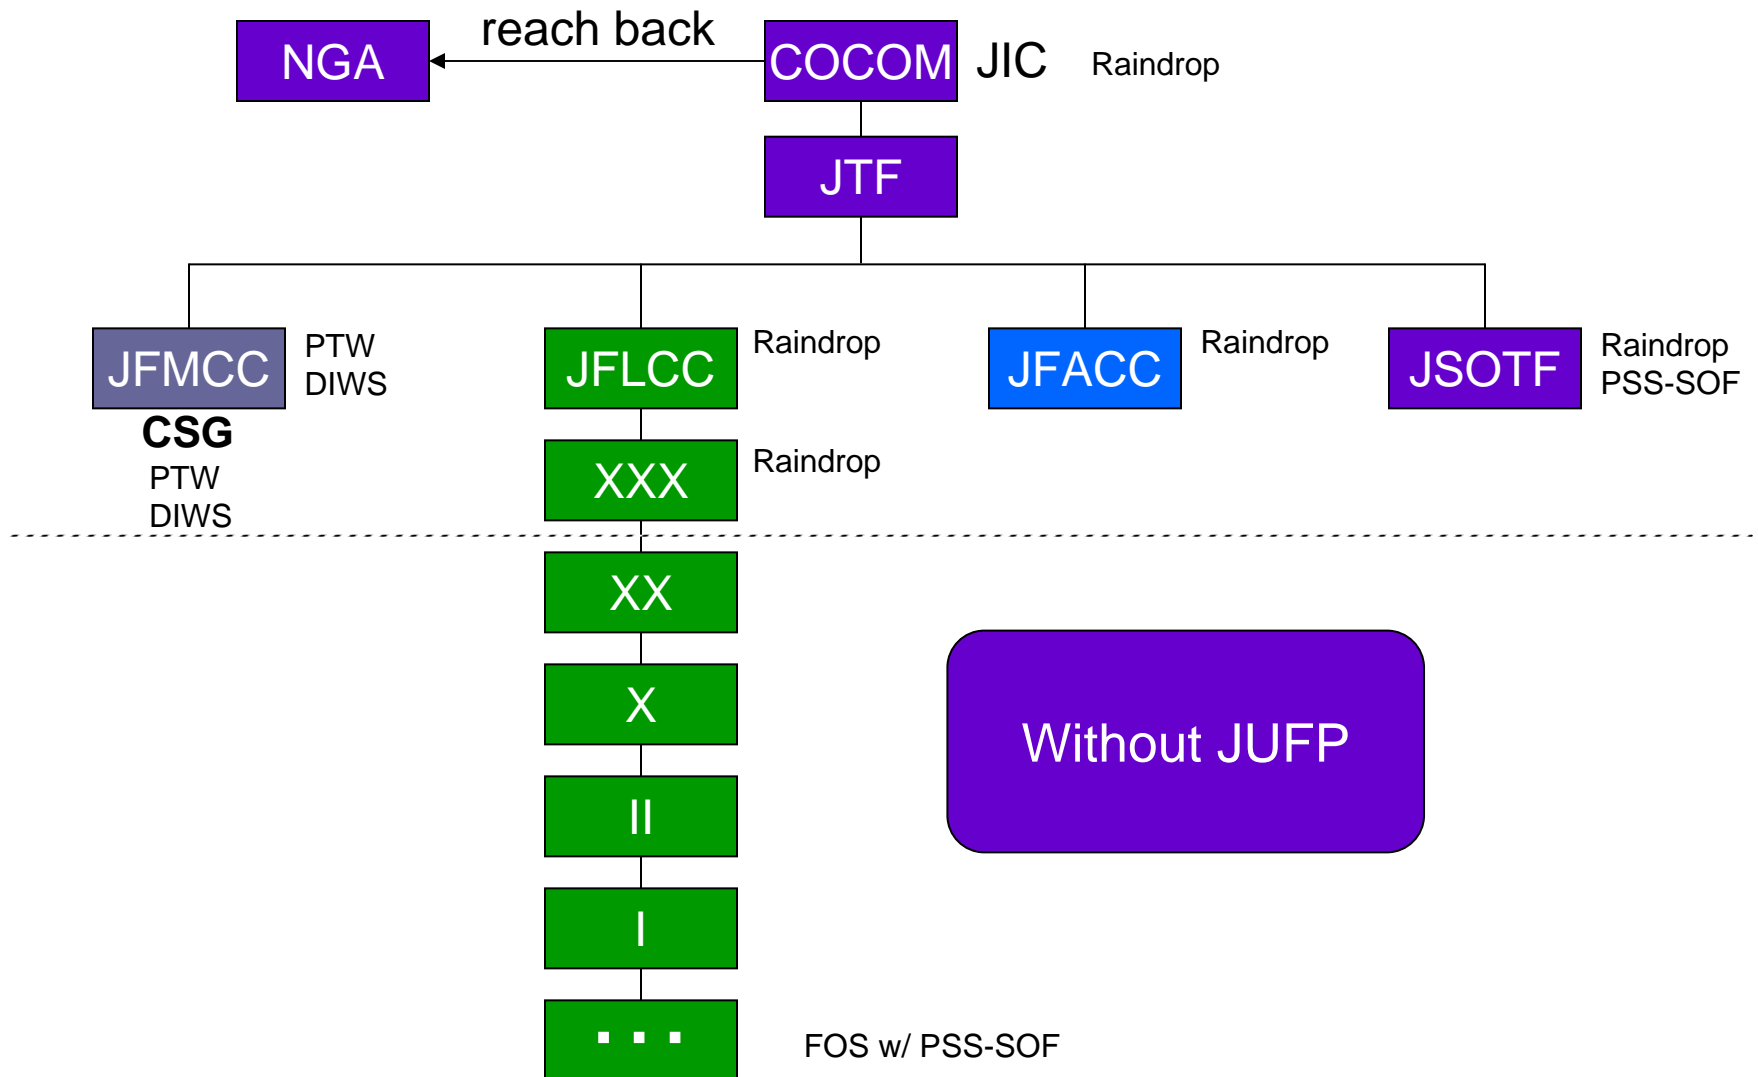 reach back
NGA
COCOM
JIC
Raindrop
JTF
JFMCC
PTW
DIWS
JFLCC
Raindrop
JFACC
Raindrop
JSOTF
Raindrop
PSS-SOF
CSG
PTW
DIWS
XXX
Raindrop
XX
X
Without JUFP
II
I
...
FOS w/ PSS-SOF